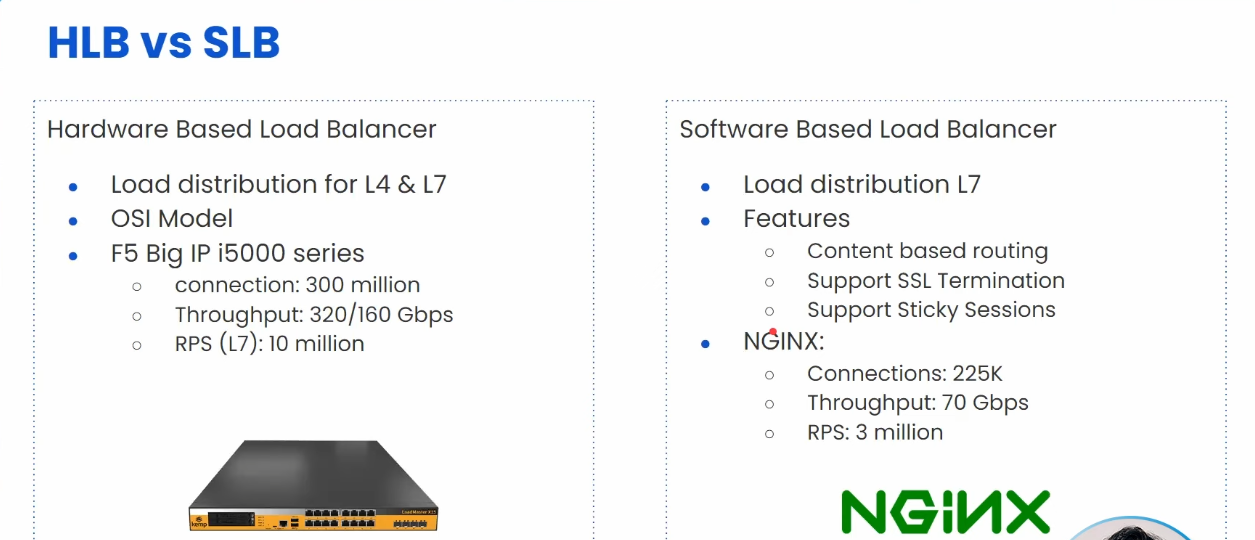 HLB vs SLB
Hardware Based Load Balancer
Load distribution for L4 & L7
OSI Model
F5 Big IP i5000 series
connection: 300 million
Throughput: 320/160 Gbps
RPS (L7): 10 million
kemp
LoadMaster
Software Based Load Balancer
Load distribution L7
Features
Content based routing
Support SSL Termination
Support Sticky Sessions
NGINX:
Connections: 225K
Throughput: 70 Gbps
RPS: 3 million
NGINX